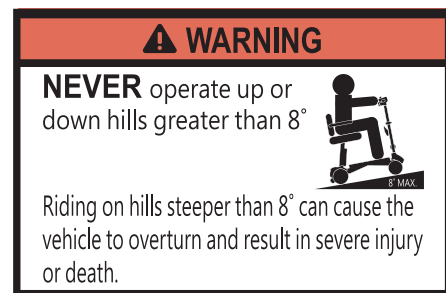 WARNING
NEVER operate up or
down hills greater than 8°
8° MAX.
Riding on hills steeper than 8° can cause the
vehicle to overturn and result in severe injury
or death.